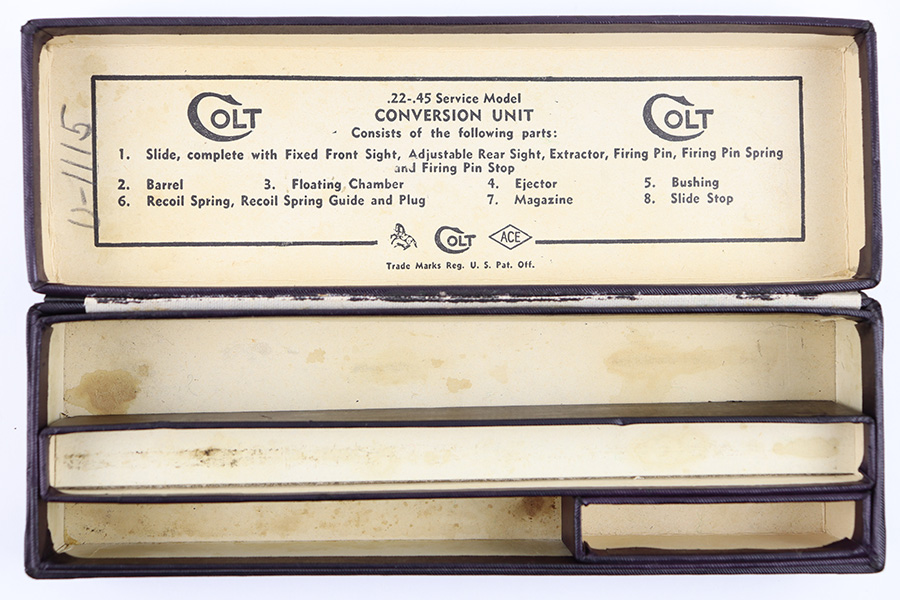 .22-.45 Service Model
COLT CONVERSION UNIT COLT
Consists of the following parts:
1. Slide, complete with Fixed Front Sight, Adjustable Rear Sight, Extractor, Firing Pin, Firing Pin Spring
and Firing Pin Stop
2. Barrel 3. Floating Chamber 4. Ejector 5. Bushing
6. Recoil Spring, Recoil Spring Guide and Plug 7. Magazine 8. Slide Stop
COLT ACE
Trade Marks Reg. U. S. Pat. Off.
U-1115